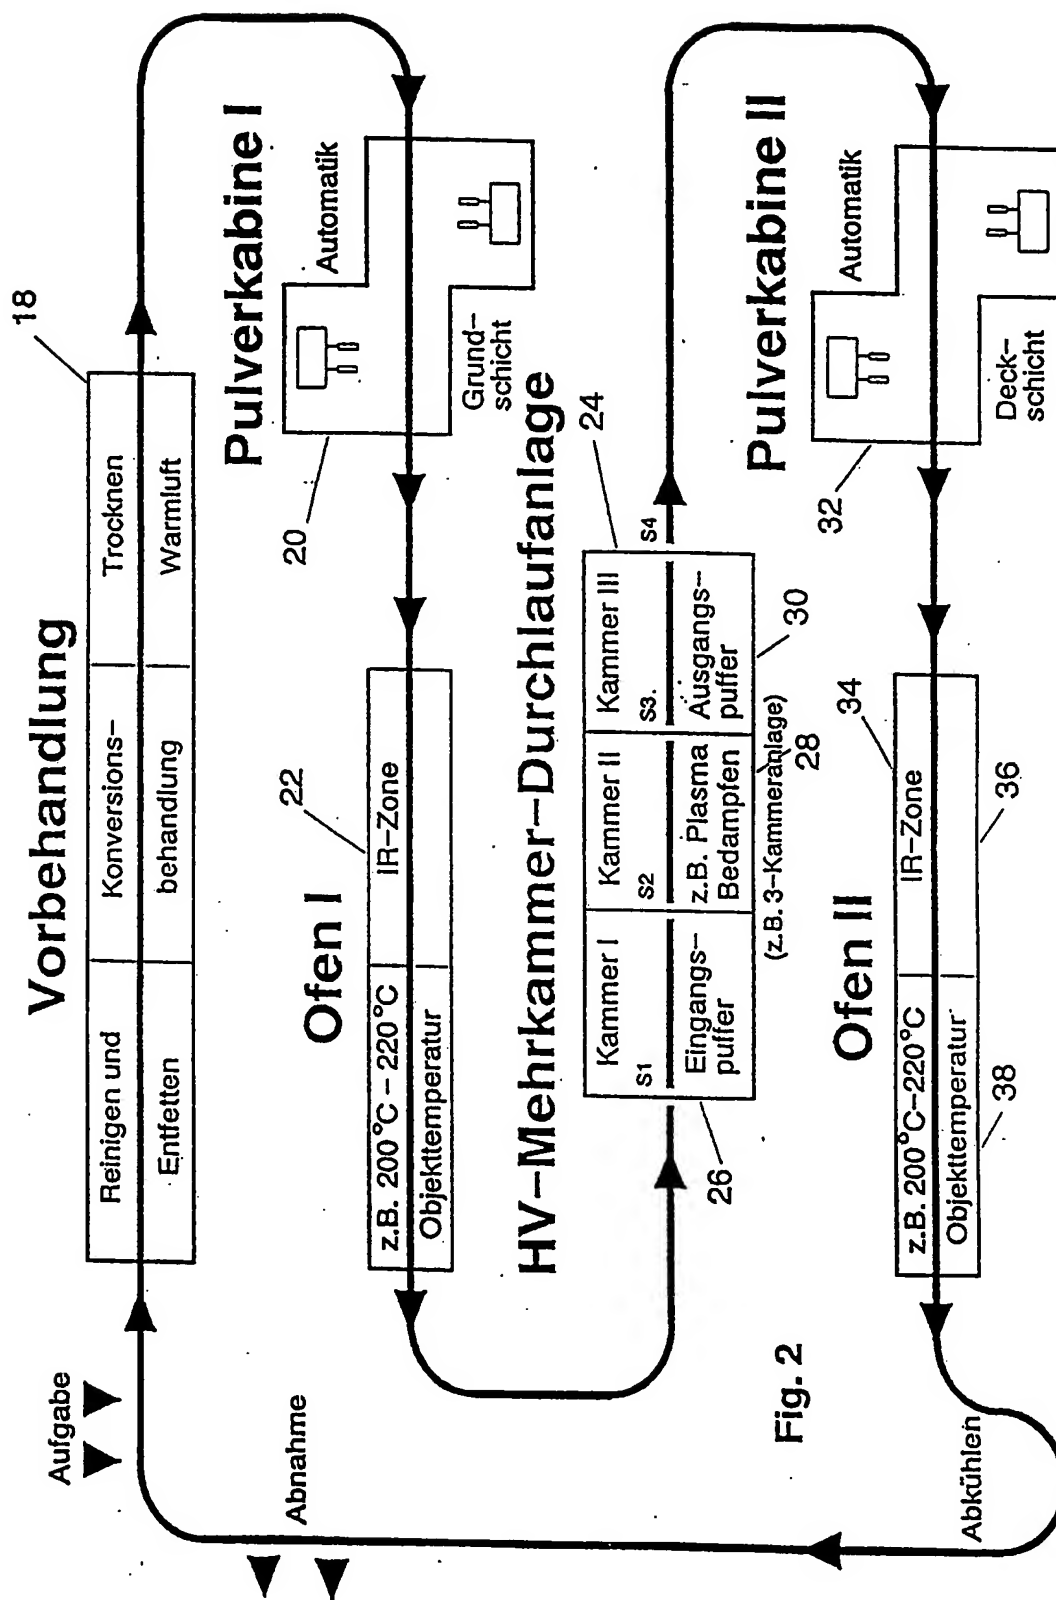 Aufgabe
Abnahme
Vorbehandlung
18
Reinigen und
Entfetten
Konversions–
behandlung
Trocknen
Warmluft
Pulverkabine I
Automatik
Grund–
schicht
20
Ofen I
22
IR–Zone
z.B. 200°C – 220°C
Objekttemperatur
HV–Mehrkammer–Durchlaufanlage
24
Kammer I
S1
Eingangs–
puffer
26
Kammer II
S2
z.B. Plasma
Bedampfen
28
Kammer III
S3.
Ausgangs–
puffer
30
S4
(z.B. 3–Kammeranlage)
Pulverkabine II
Automatik
Deck–
schicht
32
Ofen II
34
IR–Zone
36
z.B. 200°C–220°C
Objekttemperatur
38
Abkühlen
Fig. 2